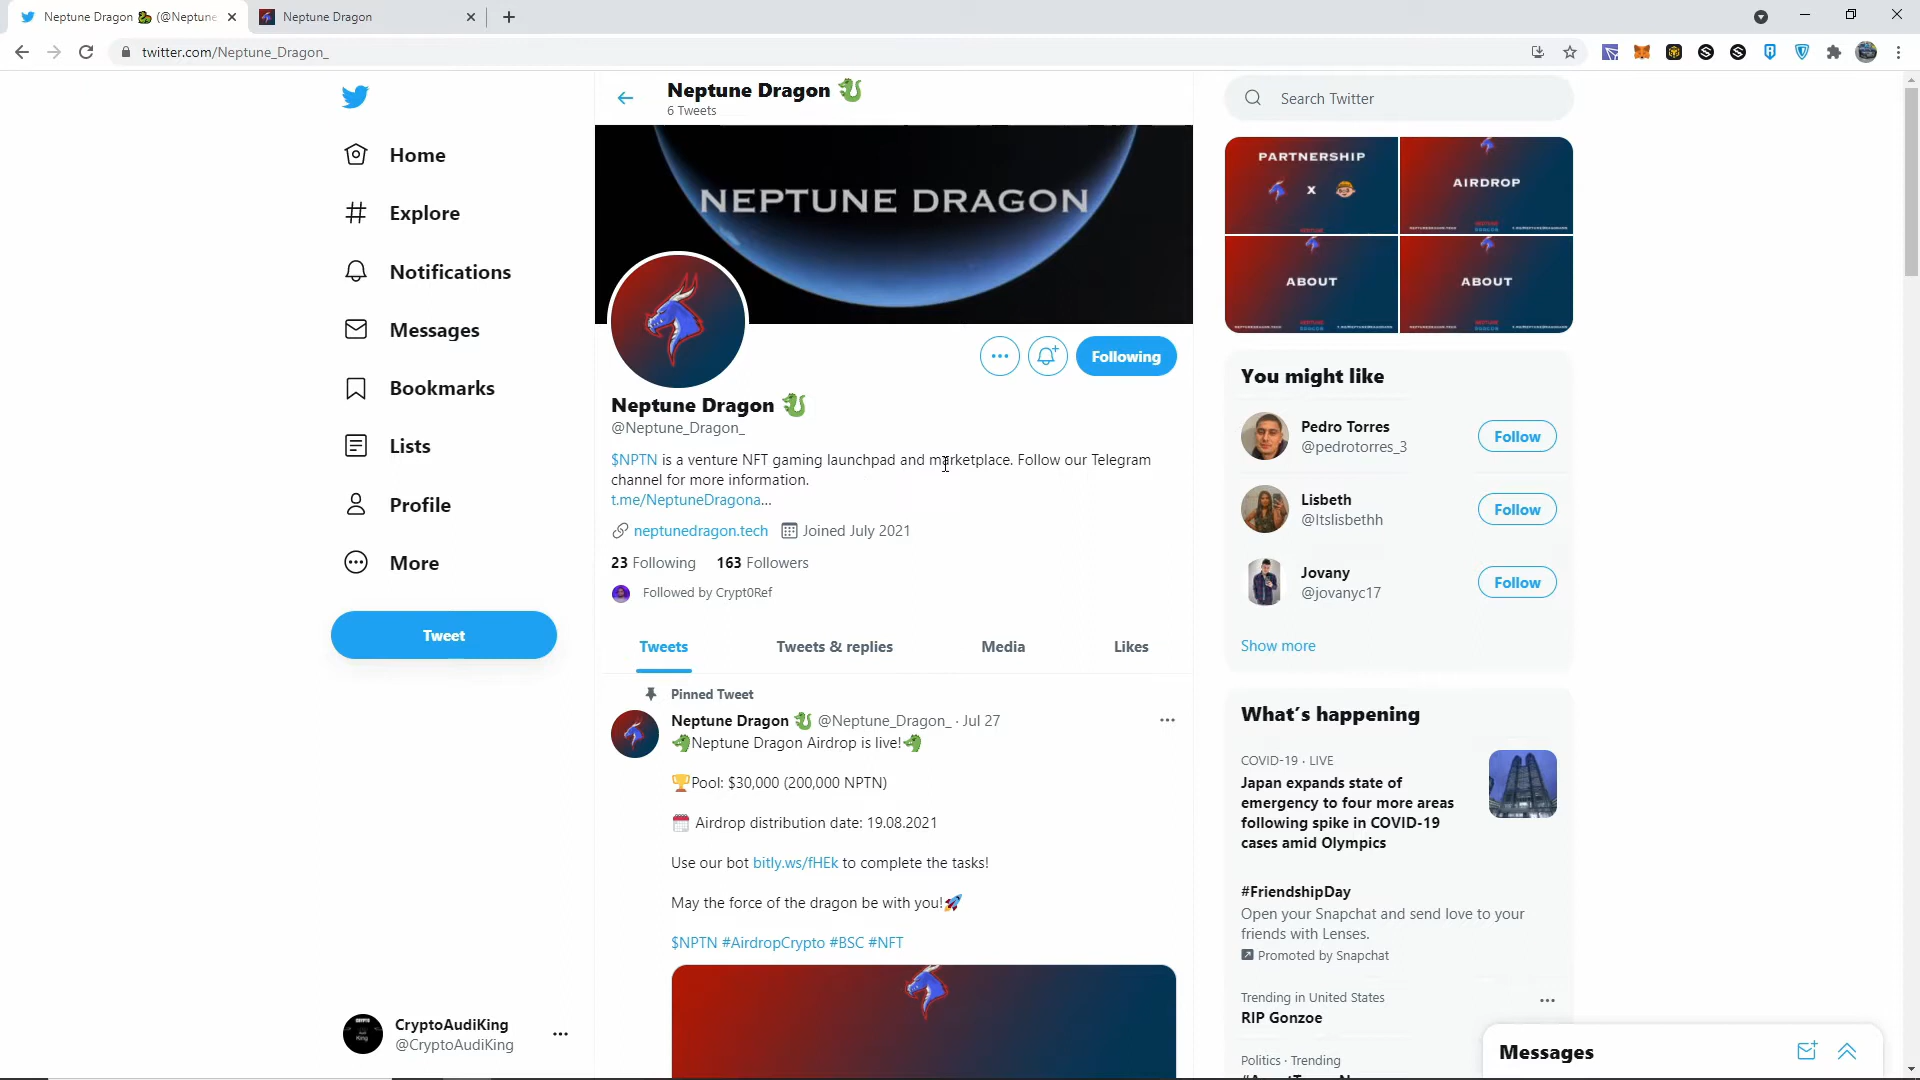 Neptune Dragon 🐉 (@Neptune
Neptune Dragon
twitter.com/Neptune_Dragon_
Home
Explore
Notifications
Messages
Bookmarks
Lists
Profile
More
Tweet
CryptoAudiKing
@CryptoAudiKing
Neptune Dragon 🐉
6 Tweets
NEPTUNE DRAGON
Following
Neptune Dragon 🐉
@Neptune_Dragon_
$NPTN is a venture NFT gaming launchpad and marketplace. Follow our Telegram
channel for more information.
t.me/NeptuneDragona...
neptunedragon.tech Joined July 2021
23 Following 163 Followers
Followed by Crypt0Ref
Tweets Tweets & replies Media Likes
Pinned Tweet
Neptune Dragon 🐉 @Neptune_Dragon_ · Jul 27
🐲Neptune Dragon Airdrop is live!🐲
🏆Pool: $30,000 (200,000 NPTN)
🗓 Airdrop distribution date: 19.08.2021
Use our bot bitly.ws/fHEk to complete the tasks!
May the force of the dragon be with you!🚀
$NPTN #AirdropCrypto #BSC #NFT
Search Twitter
PARTNERSHIP
X
AIRDROP
ABOUT
ABOUT
You might like
Pedro Torres
@pedrotorres_3
Follow
Lisbeth
@Itslisbethh
Follow
Jovany
@jovanyc17
Follow
Show more
What's happening
COVID-19 · LIVE
Japan expands state of
emergency to four more areas
following spike in COVID-19
cases amid Olympics
#FriendshipDay
Open your Snapchat and send love to your
friends with Lenses.
Promoted by Snapchat
Trending in United States
RIP Gonzoe
Politics · Trending
Messages